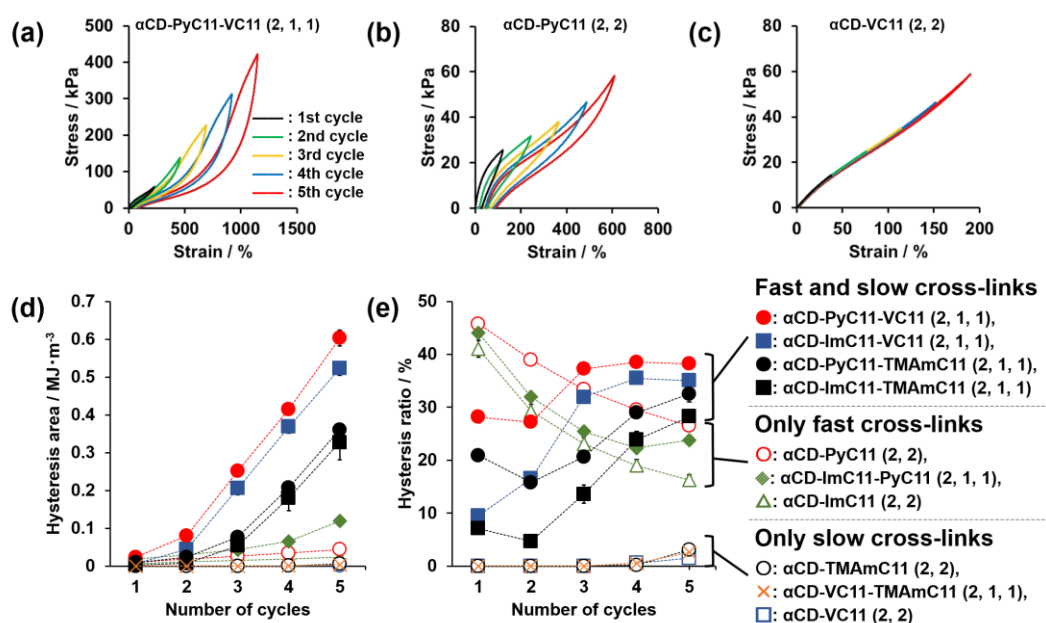 (a)
αCD-PyC11-VC11 (2, 1, 1)
Stress / kPa
500
400
300
200
100
0
0
500
1000
1500
Strain / %
: 1st cycle
: 2nd cycle
: 3rd cycle
: 4th cycle
: 5th cycle
(b)
αCD-PyC11 (2, 2)
Stress / kPa
80
60
40
20
0
0
200
400
600
800
Strain / %
(c)
αCD-VC11 (2, 2)
Stress / kPa
80
60
40
20
0
0
50
100
150
200
Strain / %
(d)
Hysteresis area / MJ·m⁻³
0.7
0.6
0.5
0.4
0.3
0.2
0.1
0
1
2
3
4
5
Number of cycles
(e)
Hystersis ratio / %
50
40
30
20
10
0
1
2
3
4
5
Number of cycles
Fast and slow cross-links
: αCD-PyC11-VC11 (2, 1, 1),
: αCD-ImC11-VC11 (2, 1, 1),
: αCD-PyC11-TMAmC11 (2, 1, 1),
: αCD-ImC11-TMAmC11 (2, 1, 1)
Only fast cross-links
: αCD-PyC11 (2, 2),
: αCD-ImC11-PyC11 (2, 1, 1),
: αCD-ImC11 (2, 2)
Only slow cross-links
: αCD-TMAmC11 (2, 2),
: αCD-VC11-TMAmC11 (2, 1, 1),
: αCD-VC11 (2, 2)